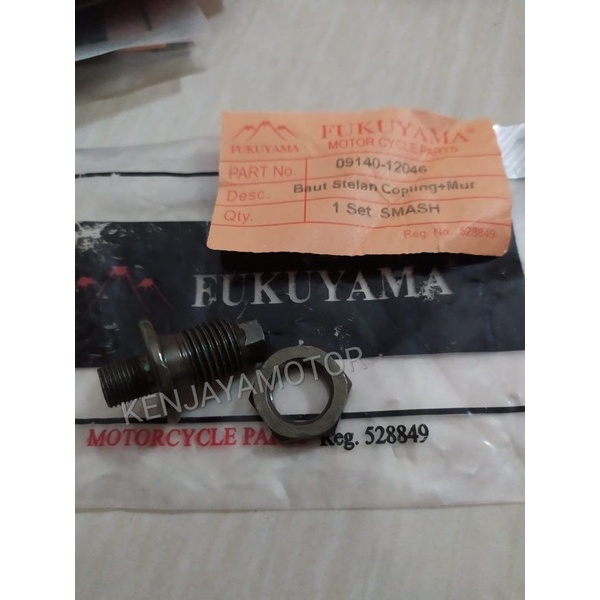 FUKUYAMA
FUKUYAMA®
MOTOR CYCLE PARTS
PART No. 09140-12046
Desc. Baut Stelan Copling+Mur
Qty. 1 Set SMASH
Reg. No. 528849
FUKUYAMA
KENJAYAMOTOR
MOTORCYCLE PAR
Reg. 528849